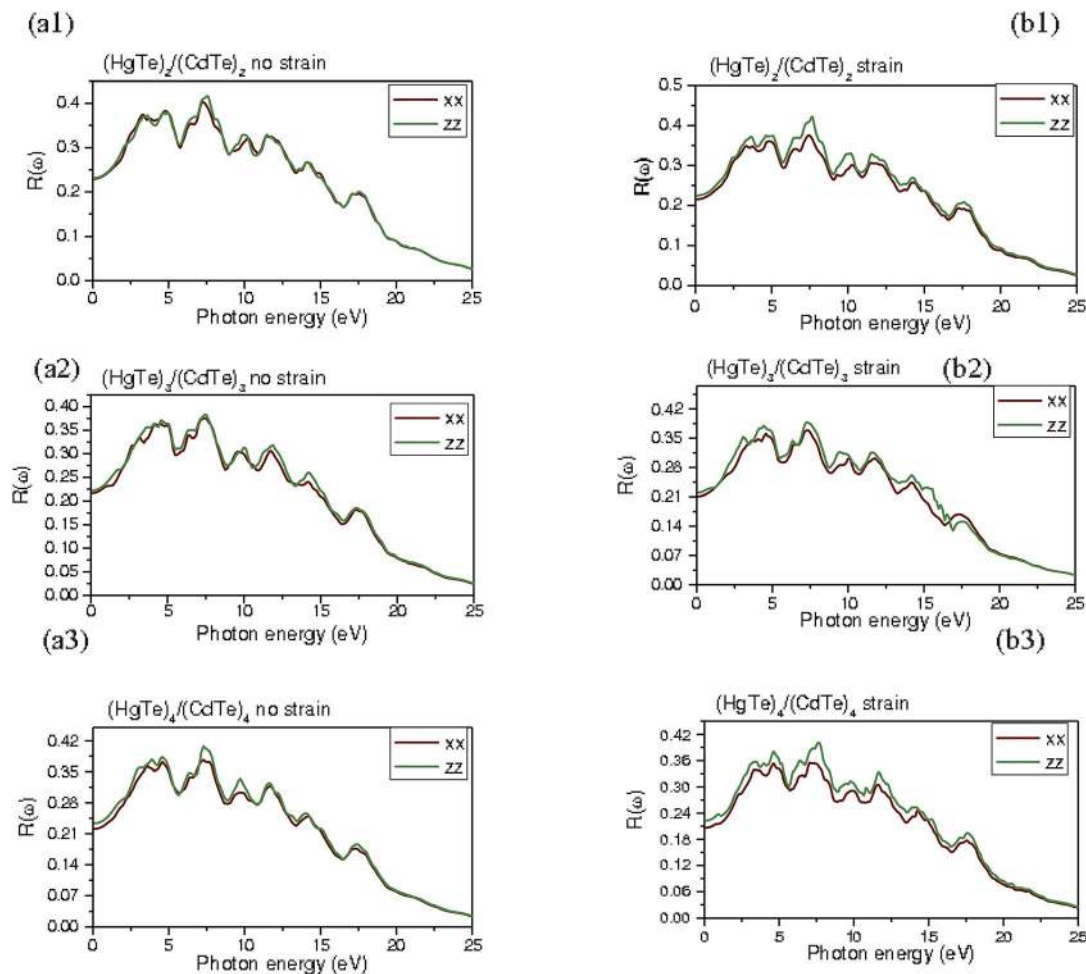 (a1)
(HgTe)₂/(CdTe)₂ no strain
xx
zz
R(ω)
0.4
0.3
0.2
0.1
0.0
0 5 10 15 20 25
Photon energy (eV)
(b1)
(HgTe)₂/(CdTe)₂ strain
xx
zz
R(ω)
0.5
0.4
0.3
0.2
0.1
0.0
0 5 10 15 20 25
Photon energy (eV)
(a2)
(HgTe)₃/(CdTe)₃ no strain
xx
zz
R(ω)
0.40
0.35
0.30
0.25
0.20
0.15
0.10
0.05
0.00
0 5 10 15 20 25
Photon energy (eV)
(b2)
(HgTe)₃/(CdTe)₃ strain
xx
zz
R(ω)
0.42
0.35
0.28
0.21
0.14
0.07
0.00
0 5 10 15 20 25
Photon energy (eV)
(a3)
(HgTe)₄/(CdTe)₄ no strain
xx
zz
R(ω)
0.42
0.35
0.28
0.21
0.14
0.07
0.00
0 5 10 15 20 25
Photon energy (eV)
(b3)
(HgTe)₄/(CdTe)₄ strain
xx
zz
R(ω)
0.42
0.36
0.30
0.24
0.18
0.12
0.06
0.00
0 5 10 15 20 25
Photon energy (eV)